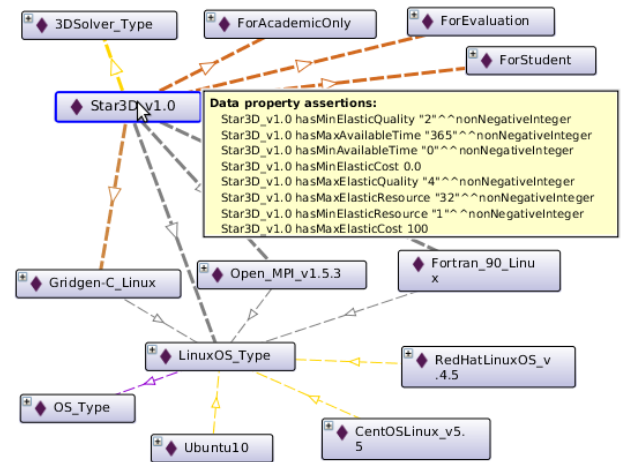 3DSolver_Type
ForAcademicOnly
ForEvaluation
ForStudent
Star3D_v1.0
Data property assertions:
Star3D_v1.0 hasMinElasticQuality "2"^^nonNegativeInteger
Star3D_v1.0 hasMaxAvailableTime "365"^^nonNegativeInteger
Star3D_v1.0 hasMinAvailableTime "0"^^nonNegativeInteger
Star3D_v1.0 hasMinElasticCost 0.0
Star3D_v1.0 hasMaxElasticQuality "4"^^nonNegativeInteger
Star3D_v1.0 hasMaxElasticResource "32"^^nonNegativeInteger
Star3D_v1.0 hasMinElasticResource "1"^^nonNegativeInteger
Star3D_v1.0 hasMaxElasticCost 100
Gridgen-C_Linux
Open_MPI_v1.5.3
Fortran_90_Linu
x
LinuxOS_Type
RedHatLinuxOS_v
.4.5
OS_Type
Ubuntu10
CentOSLinux_v5.
5